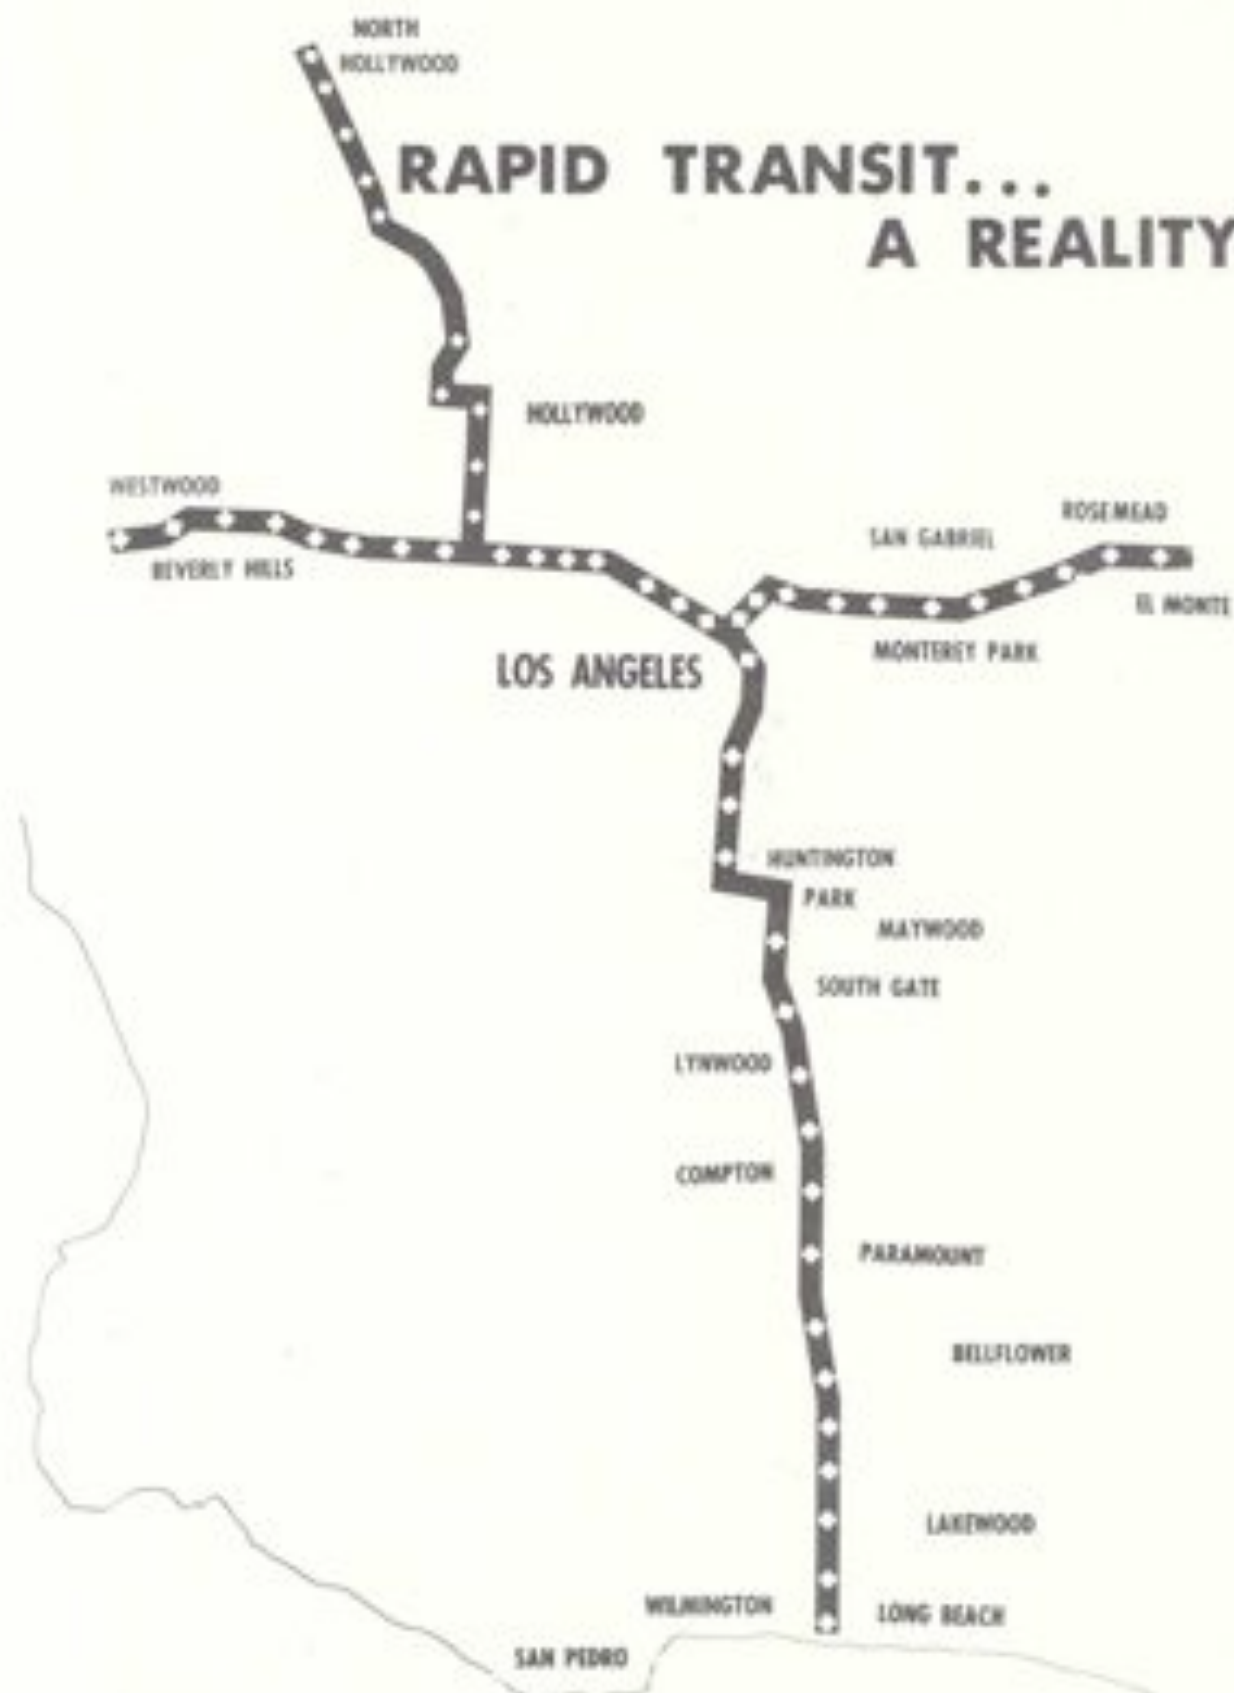 NORTH
HOLLYWOOD
RAPID TRANSIT...
A REALITY
HOLLYWOOD
WESTWOOD
BEVERLY HILLS
ROSEMEAD
SAN GABRIEL
EL MONTE
MONTEREY PARK
LOS ANGELES
HUNTINGTON
PARK
MAYWOOD
SOUTH GATE
LYNWOOD
COMPTON
PARAMOUNT
BELLFLOWER
LAKEWOOD
WILMINGTON
LONG BEACH
SAN PEDRO